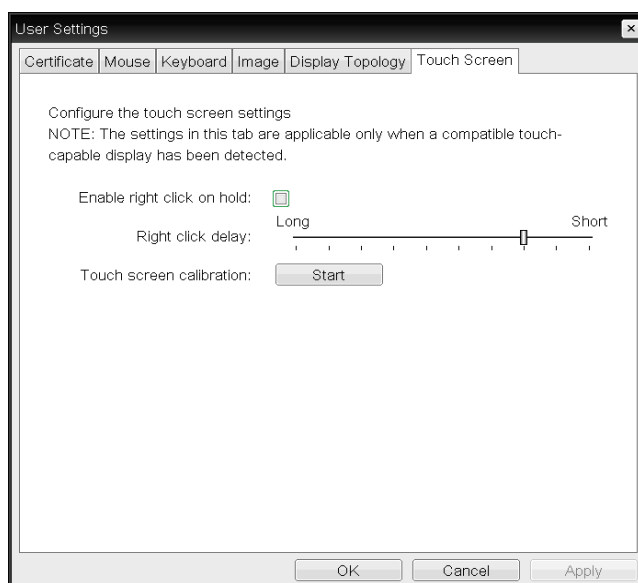 User Settings
Certificate Mouse Keyboard Image Display Topology Touch Screen
Configure the touch screen settings
NOTE: The settings in this tab are applicable only when a compatible touch-
capable display has been detected.
Enable right click on hold:
Long Short
Right click delay:
Touch screen calibration: Start
OK Cancel Apply